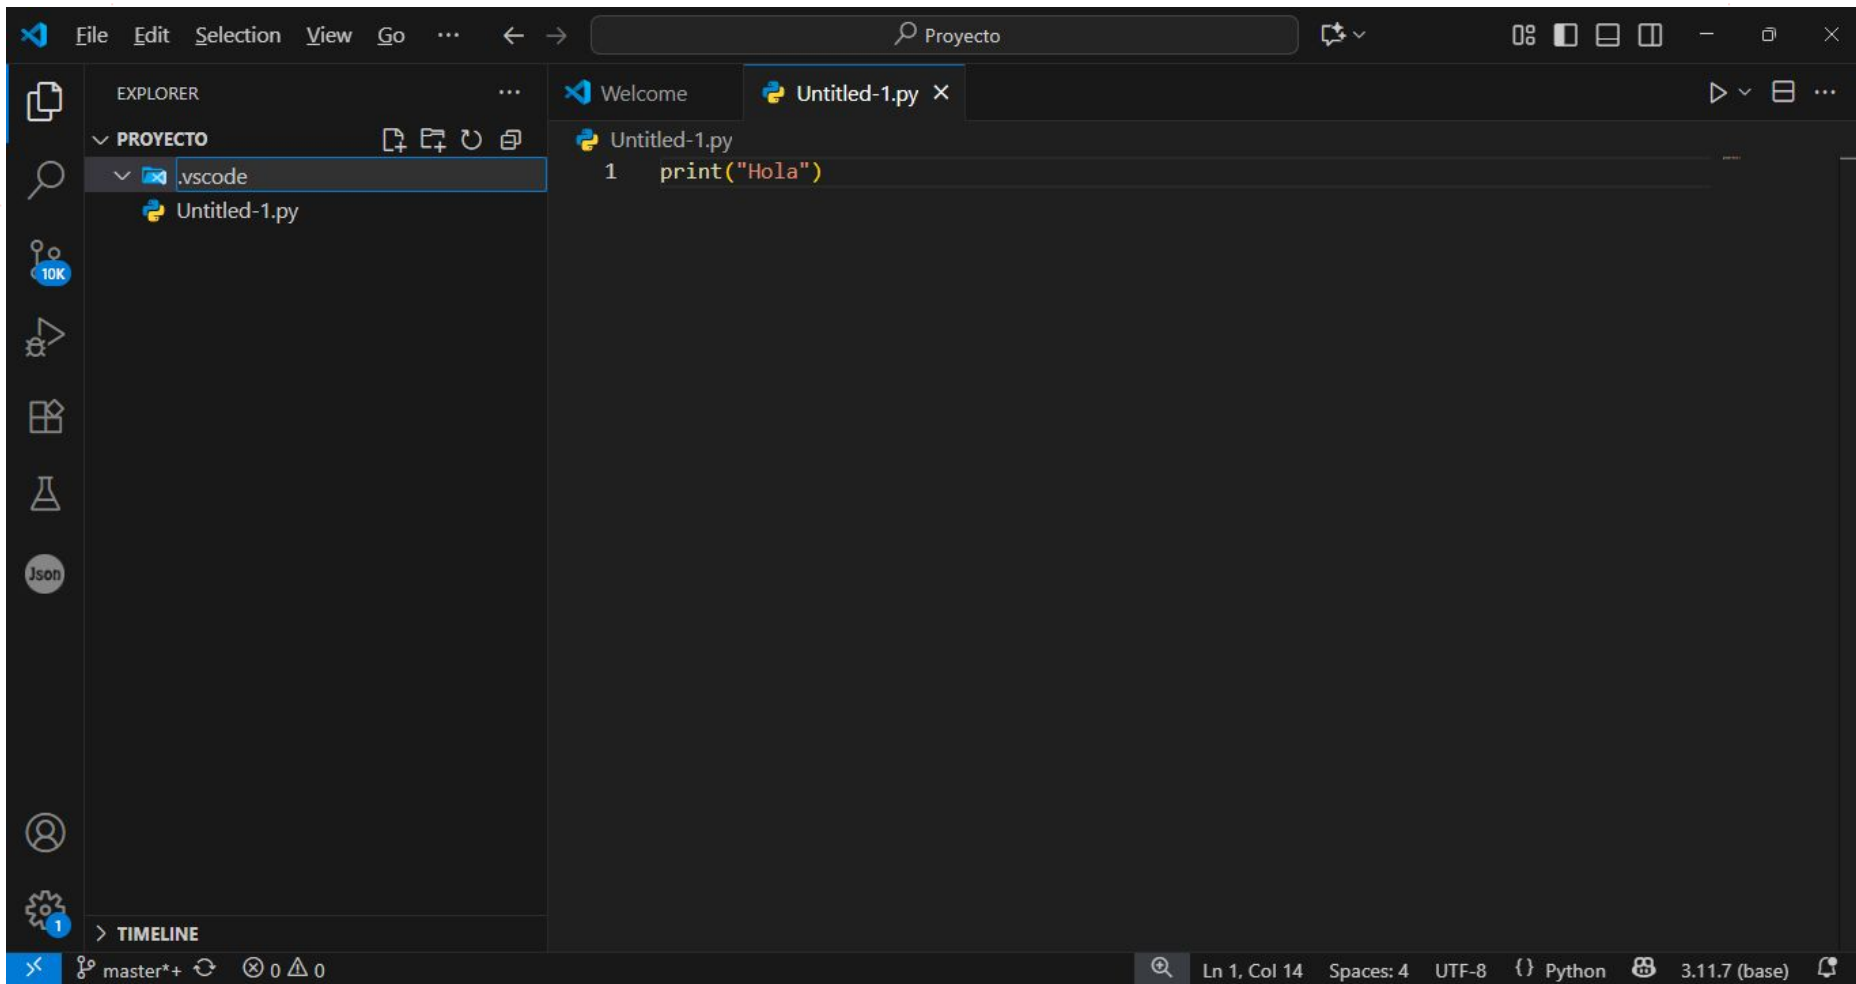 File Edit Selection View Go ··· Proyecto
EXPLORER ···
PROYECTO
.vscode
Untitled-1.py
10K
Json
1
TIMELINE
Welcome Untitled-1.py
Untitled-1.py
1 print("Hola")
master*+ 0 0 Ln 1, Col 14 Spaces: 4 UTF-8 {} Python 3.11.7 (base)